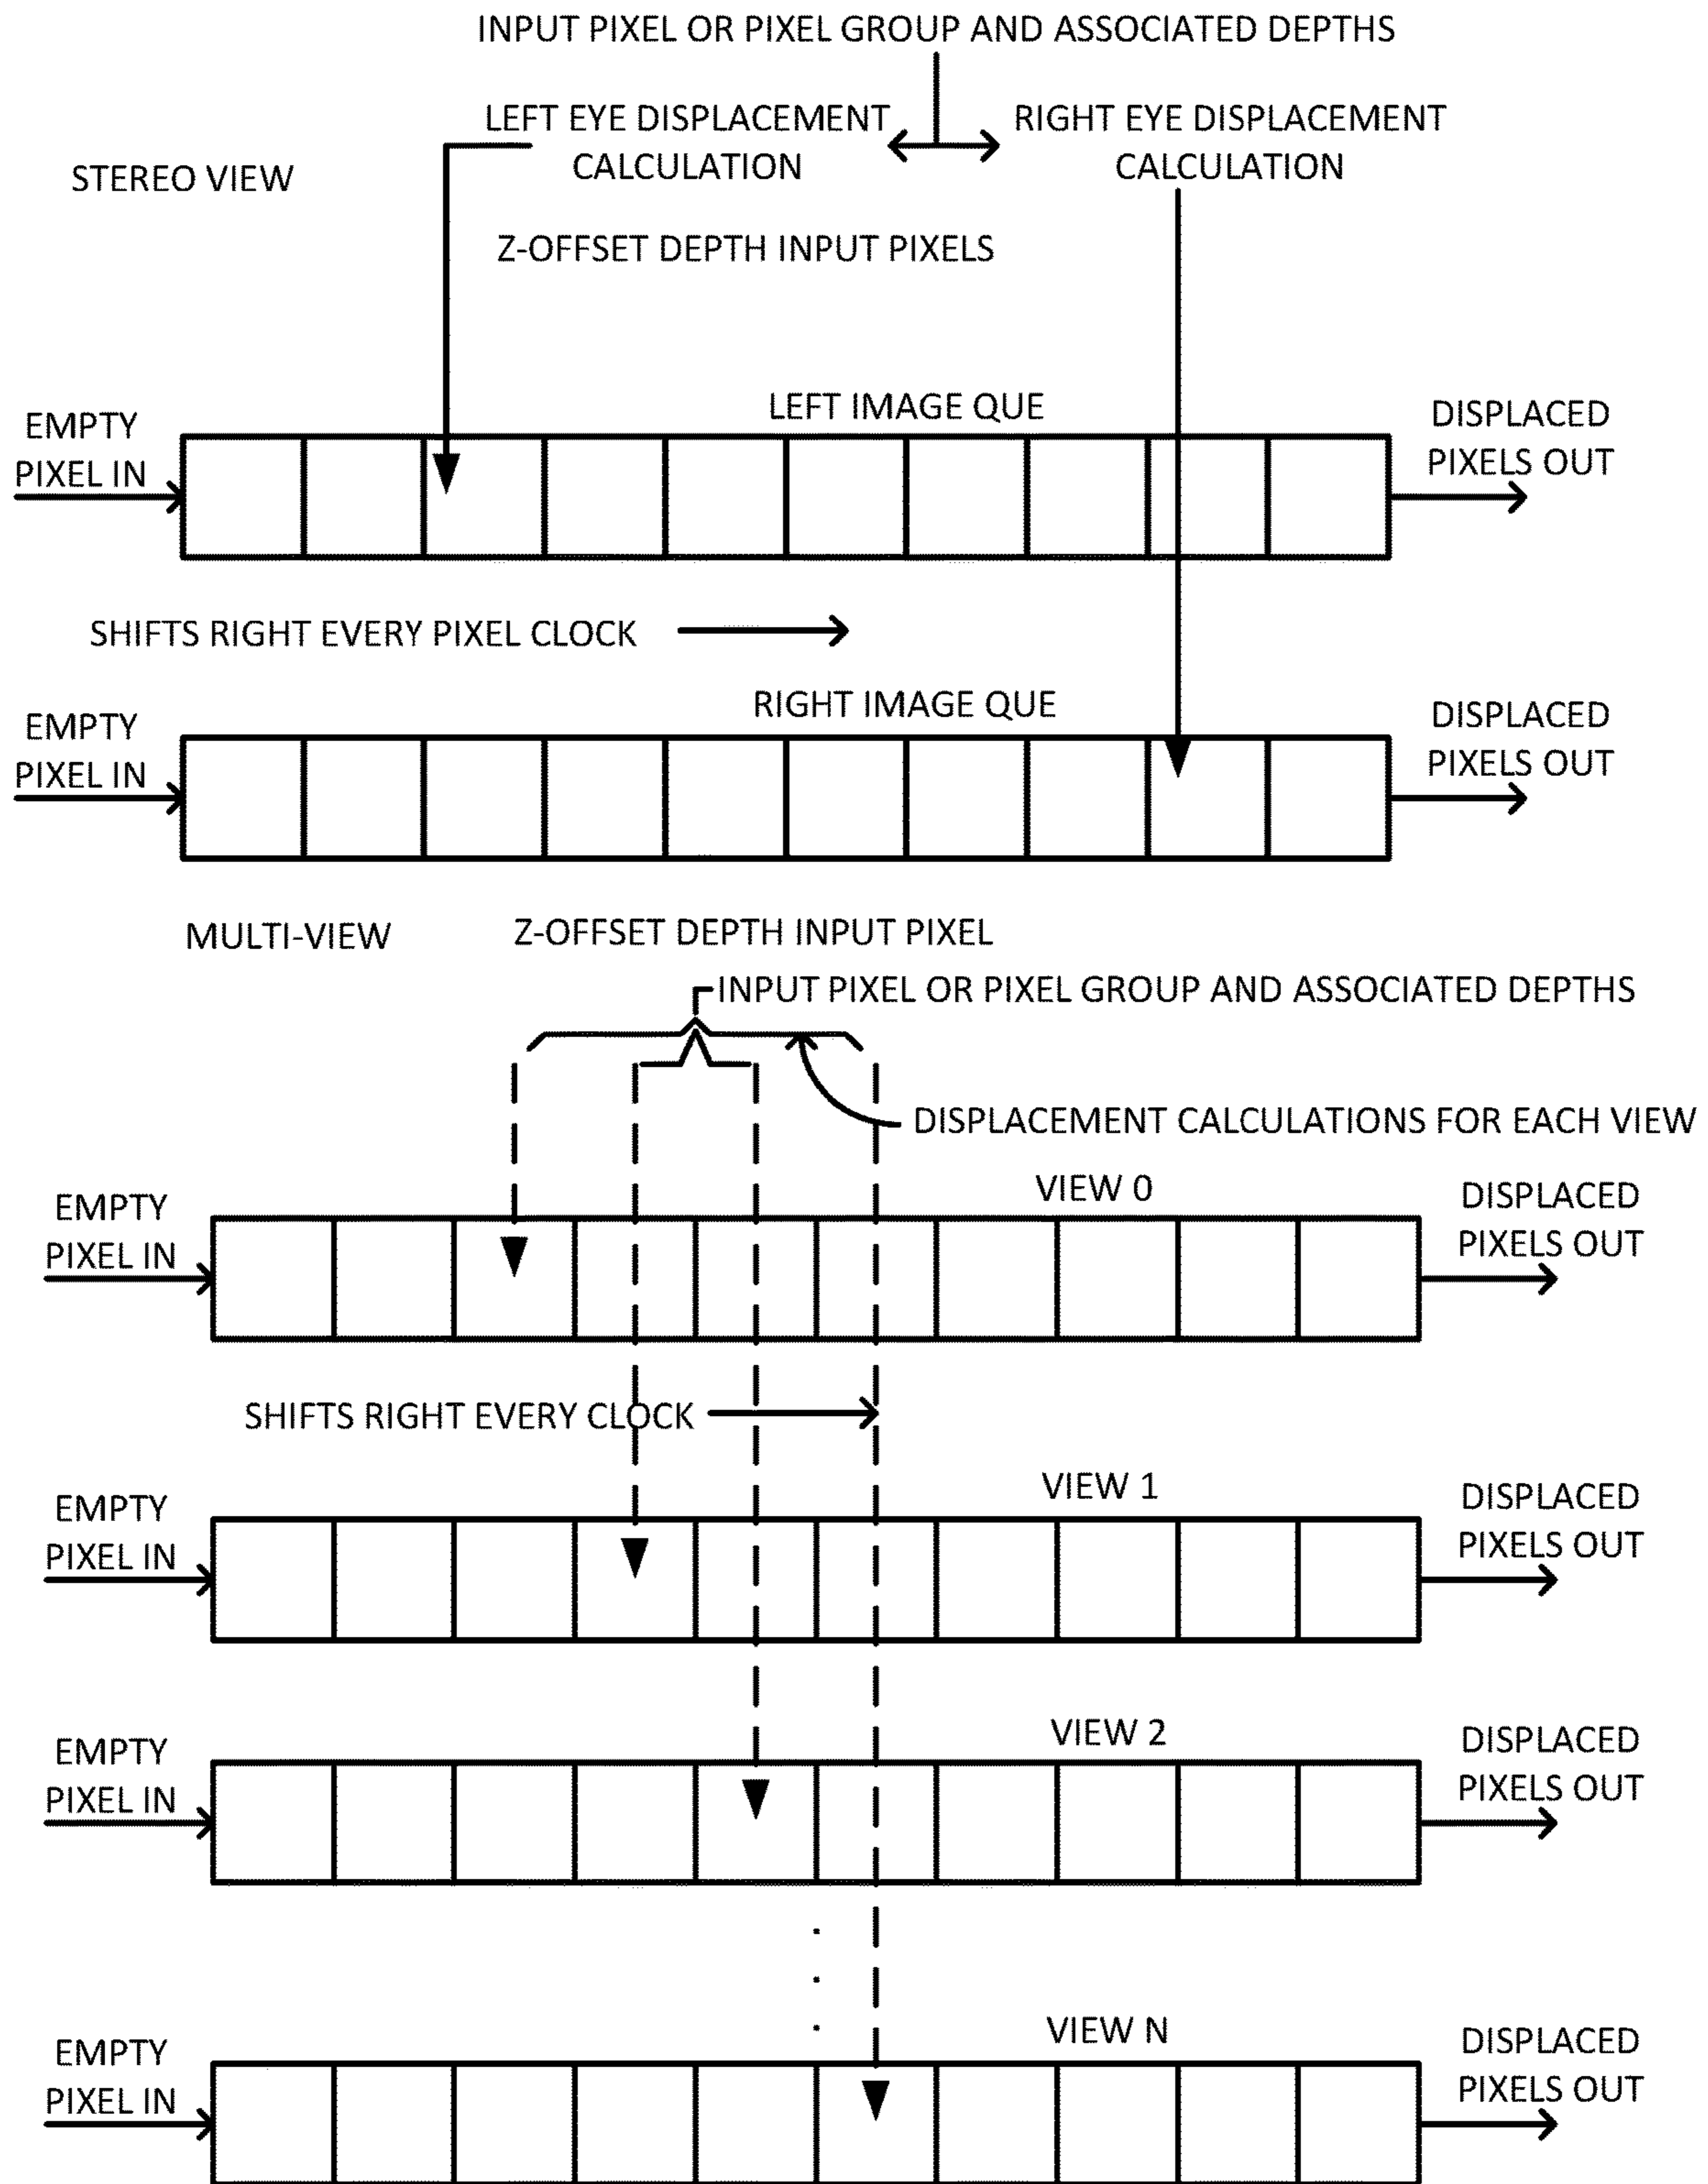 INPUT PIXEL OR PIXEL GROUP AND ASSOCIATED DEPTHS
LEFT EYE DISPLACEMENT
CALCULATION
RIGHT EYE DISPLACEMENT
CALCULATION
STEREO VIEW
Z-OFFSET DEPTH INPUT PIXELS
LEFT IMAGE QUE
EMPTY
PIXEL IN
DISPLACED
PIXELS OUT
SHIFTS RIGHT EVERY PIXEL CLOCK
RIGHT IMAGE QUE
EMPTY
PIXEL IN
DISPLACED
PIXELS OUT
MULTI-VIEW
Z-OFFSET DEPTH INPUT PIXEL
INPUT PIXEL OR PIXEL GROUP AND ASSOCIATED DEPTHS
DISPLACEMENT CALCULATIONS FOR EACH VIEW
VIEW 0
EMPTY
PIXEL IN
DISPLACED
PIXELS OUT
SHIFTS RIGHT EVERY CLOCK
VIEW 1
EMPTY
PIXEL IN
DISPLACED
PIXELS OUT
VIEW 2
EMPTY
PIXEL IN
DISPLACED
PIXELS OUT
VIEW N
EMPTY
PIXEL IN
DISPLACED
PIXELS OUT